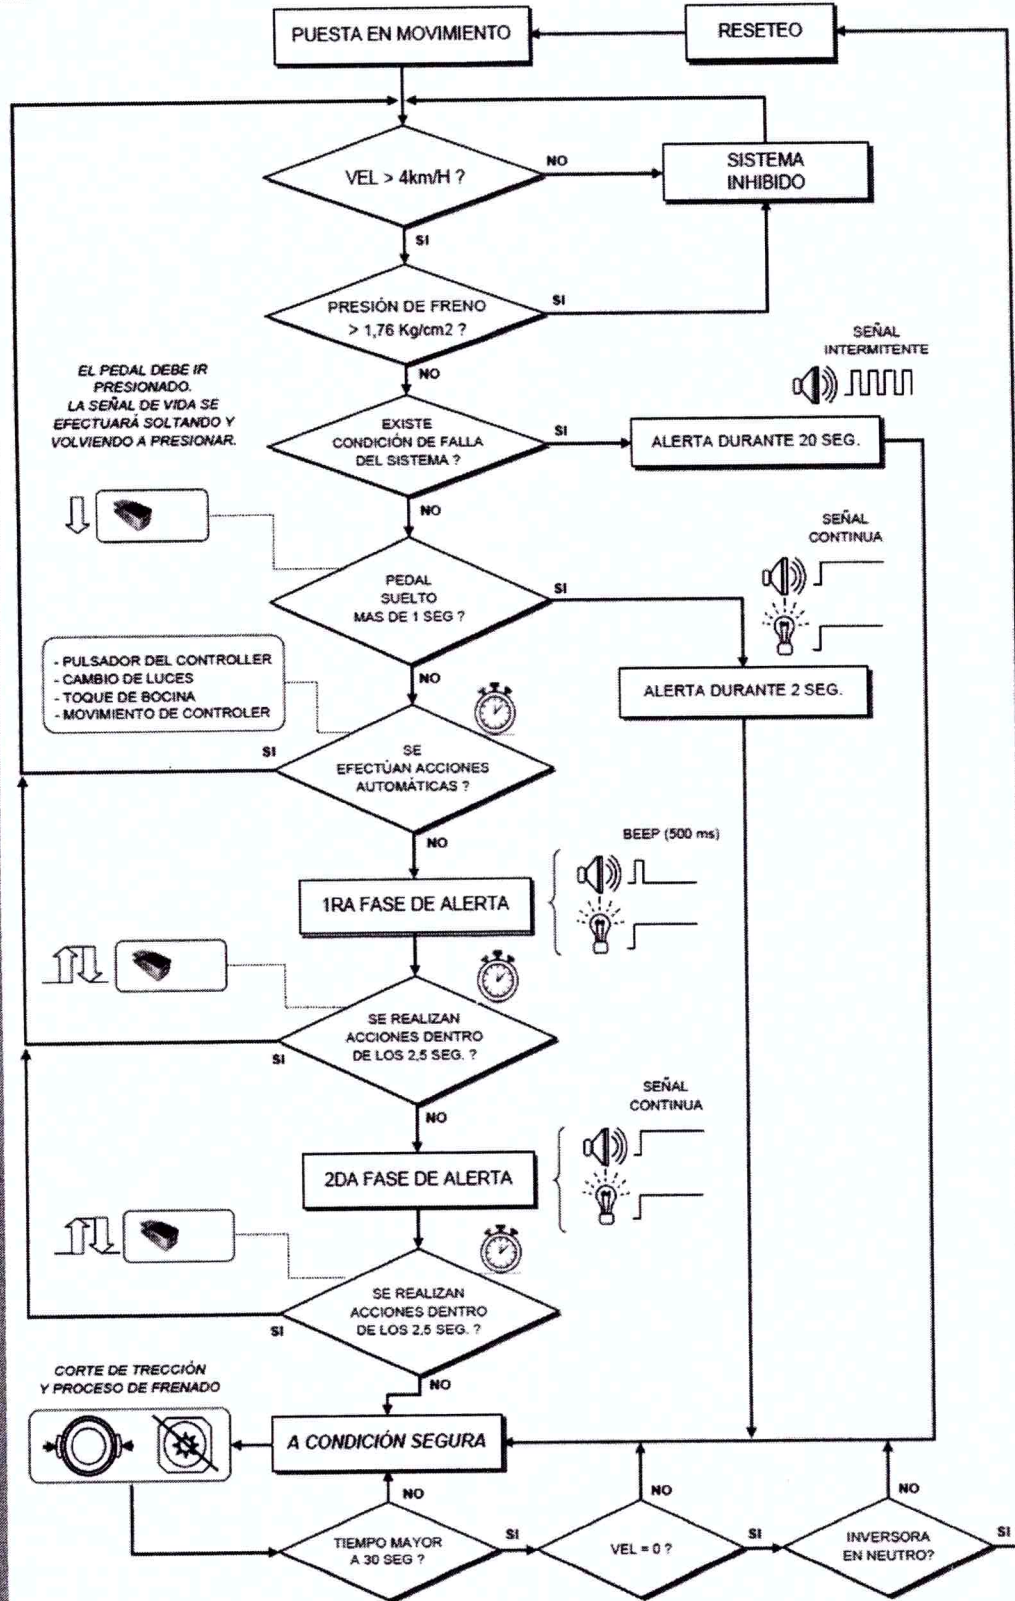 PUESTA EN MOVIMIENTO
RESETEO
VEL > 4km/H ?
NO
SISTEMA
INHIBIDO
SI
PRESIÓN DE FRENO
> 1,76 Kg/cm2 ?
SI
NO
SEÑAL
INTERMITENTE
EL PEDAL DEBE IR
PRESIONADO.
LA SEÑAL DE VIDA SE
EFECTUARÁ SOLTANDO Y
VOLVIENDO A PRESIONAR.
EXISTE
CONDICIÓN DE FALLA
DEL SISTEMA ?
SI
ALERTA DURANTE 20 SEG.
NO
SEÑAL
CONTINUA
PEDAL
SUELTO
MAS DE 1 SEG ?
SI
NO
ALERTA DURANTE 2 SEG.
- PULSADOR DEL CONTROLLER
- CAMBIO DE LUCES
- TOQUE DE BOCINA
- MOVIMIENTO DE CONTROLER
SI
SE
EFECTÚAN ACCIONES
AUTOMÁTICAS ?
NO
BEEP (500 ms)
1RA FASE DE ALERTA
SE REALIZAN
ACCIONES DENTRO
DE LOS 2,5 SEG. ?
SI
NO
SEÑAL
CONTINUA
2DA FASE DE ALERTA
SE REALIZAN
ACCIONES DENTRO
DE LOS 2,5 SEG. ?
SI
NO
CORTE DE TRECCIÓN
Y PROCESO DE FRENADO
A CONDICIÓN SEGURA
NO
NO
NO
TIEMPO MAYOR
A 30 SEG ?
SI
VEL = 0 ?
SI
INVERSORA
EN NEUTRO?
SI